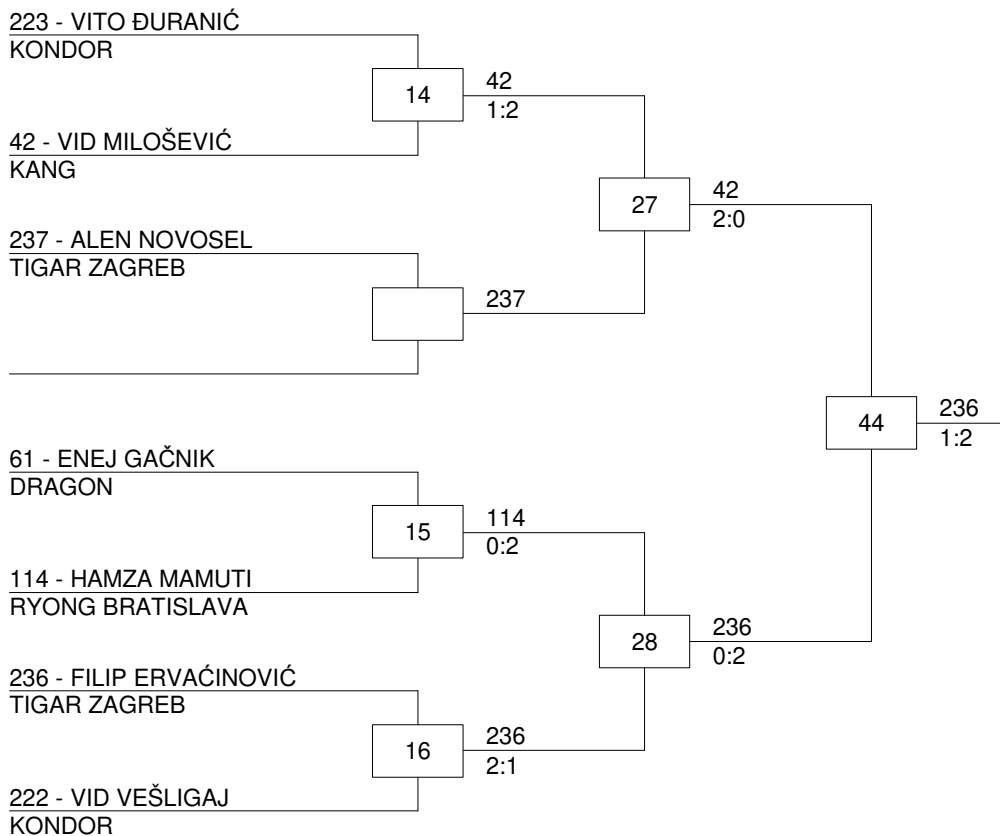 223 - VITO ĐURANIĆ
KONDOR
14
42
1:2
42 - VID MILOŠEVIĆ
KANG
27
42
2:0
237 - ALEN NOVOSEL
TIGAR ZAGREB
237
44
236
1:2
61 - ENEJ GAČNIK
DRAGON
15
114
0:2
114 - HAMZA MAMUTI
RYONG BRATISLAVA
28
236
0:2
236 - FILIP ERVAĆINOVIĆ
TIGAR ZAGREB
16
236
2:1
222 - VID VEŠLIGAJ
KONDOR